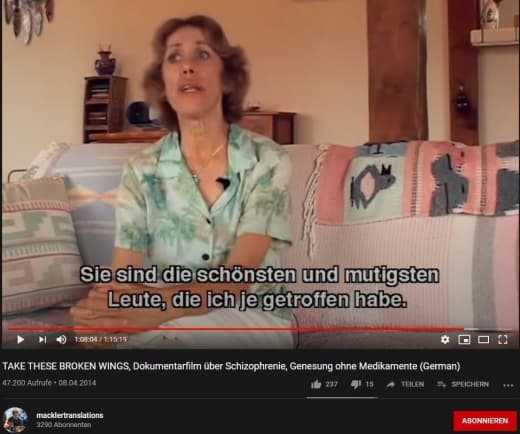 Sie sind die schönsten und mutigsten
Leute, die ich je getroffen habe.
1:08:04 / 1:15:19
TAKE THESE BROKEN WINGS, Dokumentarfilm über Schizophrenie, Genesung ohne Medikamente (German)
47.200 Aufrufe • 08.04.2014
237
15
TEILEN
SPEICHERN
macklertranslations
3290 Abonnenten
ABONNIEREN